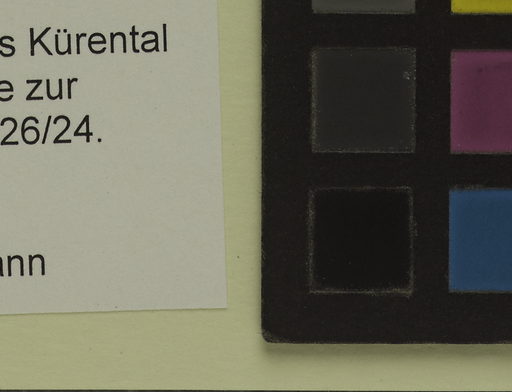 s Kürental
e zur
26/24.
ann